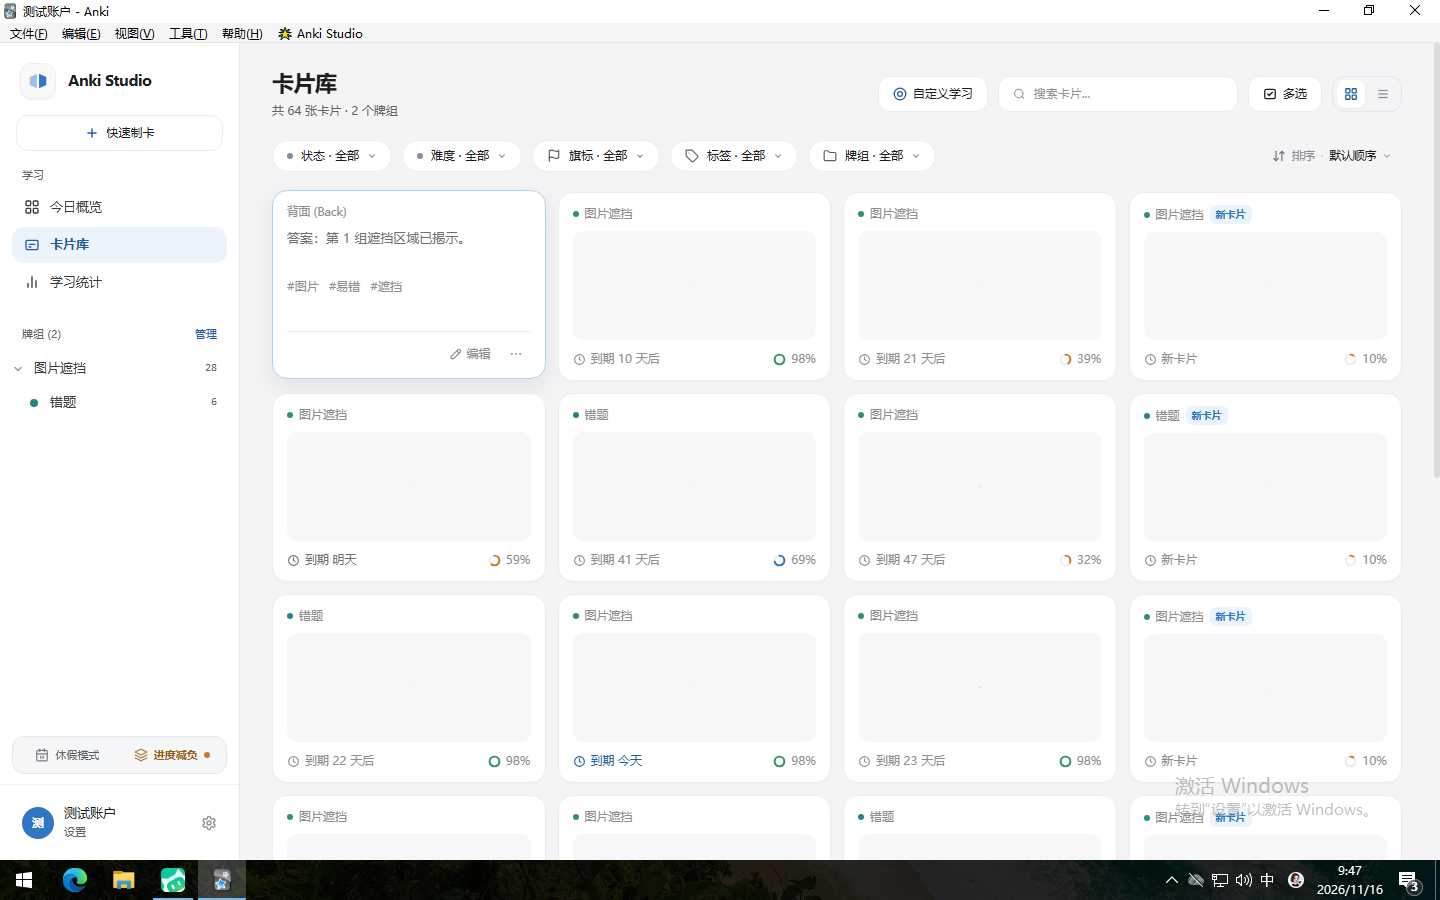 测试账户 - Anki
文件(F) 编辑(E) 视图(V) 工具(T) 帮助(H) Anki Studio
Anki Studio
快速制卡
学习
今日概览
卡片库
学习统计
牌组 (2) 管理
图片遮挡 28
错题 6
休假模式 进度减负
测试账户
设置
卡片库
共 64 张卡片 · 2 个牌组
自定义学习
搜索卡片...
多选
状态 · 全部 难度 · 全部 旗标 · 全部 标签 · 全部 牌组 · 全部
排序 · 默认顺序
背面 (Back)
答案：第 1 组遮挡区域已揭示。
#图片 #易错 #遮挡
编辑 ...
图片遮挡
到期 10 天后 98%
图片遮挡
到期 21 天后 39%
图片遮挡 新卡片
新卡片 10%
图片遮挡
到期 明天 59%
错题
到期 41 天后 69%
图片遮挡
到期 47 天后 32%
错题 新卡片
新卡片 10%
错题
到期 22 天后 98%
图片遮挡
到期 今天 98%
图片遮挡
到期 23 天后 98%
图片遮挡 新卡片
新卡片 10%
图片遮挡
图片遮挡
错题
图片遮挡 新卡片
激活 Windows
转到"设置"以激活 Windows。
中
9:47
2026/11/16
3